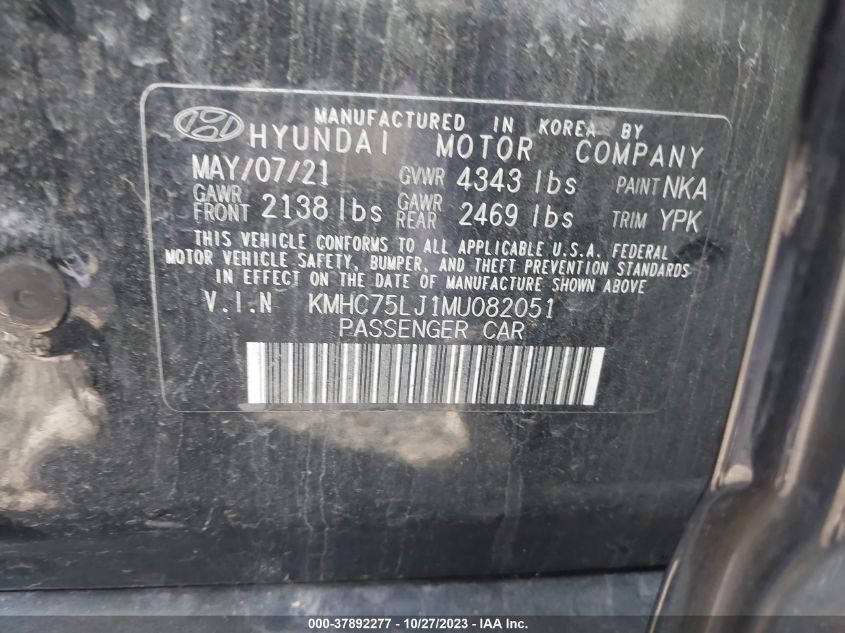 MANUFACTURED IN KOREA BY
HYUNDAI MOTOR COMPANY
MAY/07/21 GVWR 4343 lbs PAINT NKA
GAWR FRONT 2138 lbs GAWR REAR 2469 lbs TRIM YPK
THIS VEHICLE CONFORMS TO ALL APPLICABLE U.S.A. FEDERAL
MOTOR VEHICLE SAFETY, BUMPER, AND THEFT PREVENTION STANDARDS
IN EFFECT ON THE DATE OF MANUFACTURE SHOWN ABOVE
V.I.N KMHC75LJ1MU082051
PASSENGER CAR
000-37892277 - 10/27/2023 - IAA Inc.